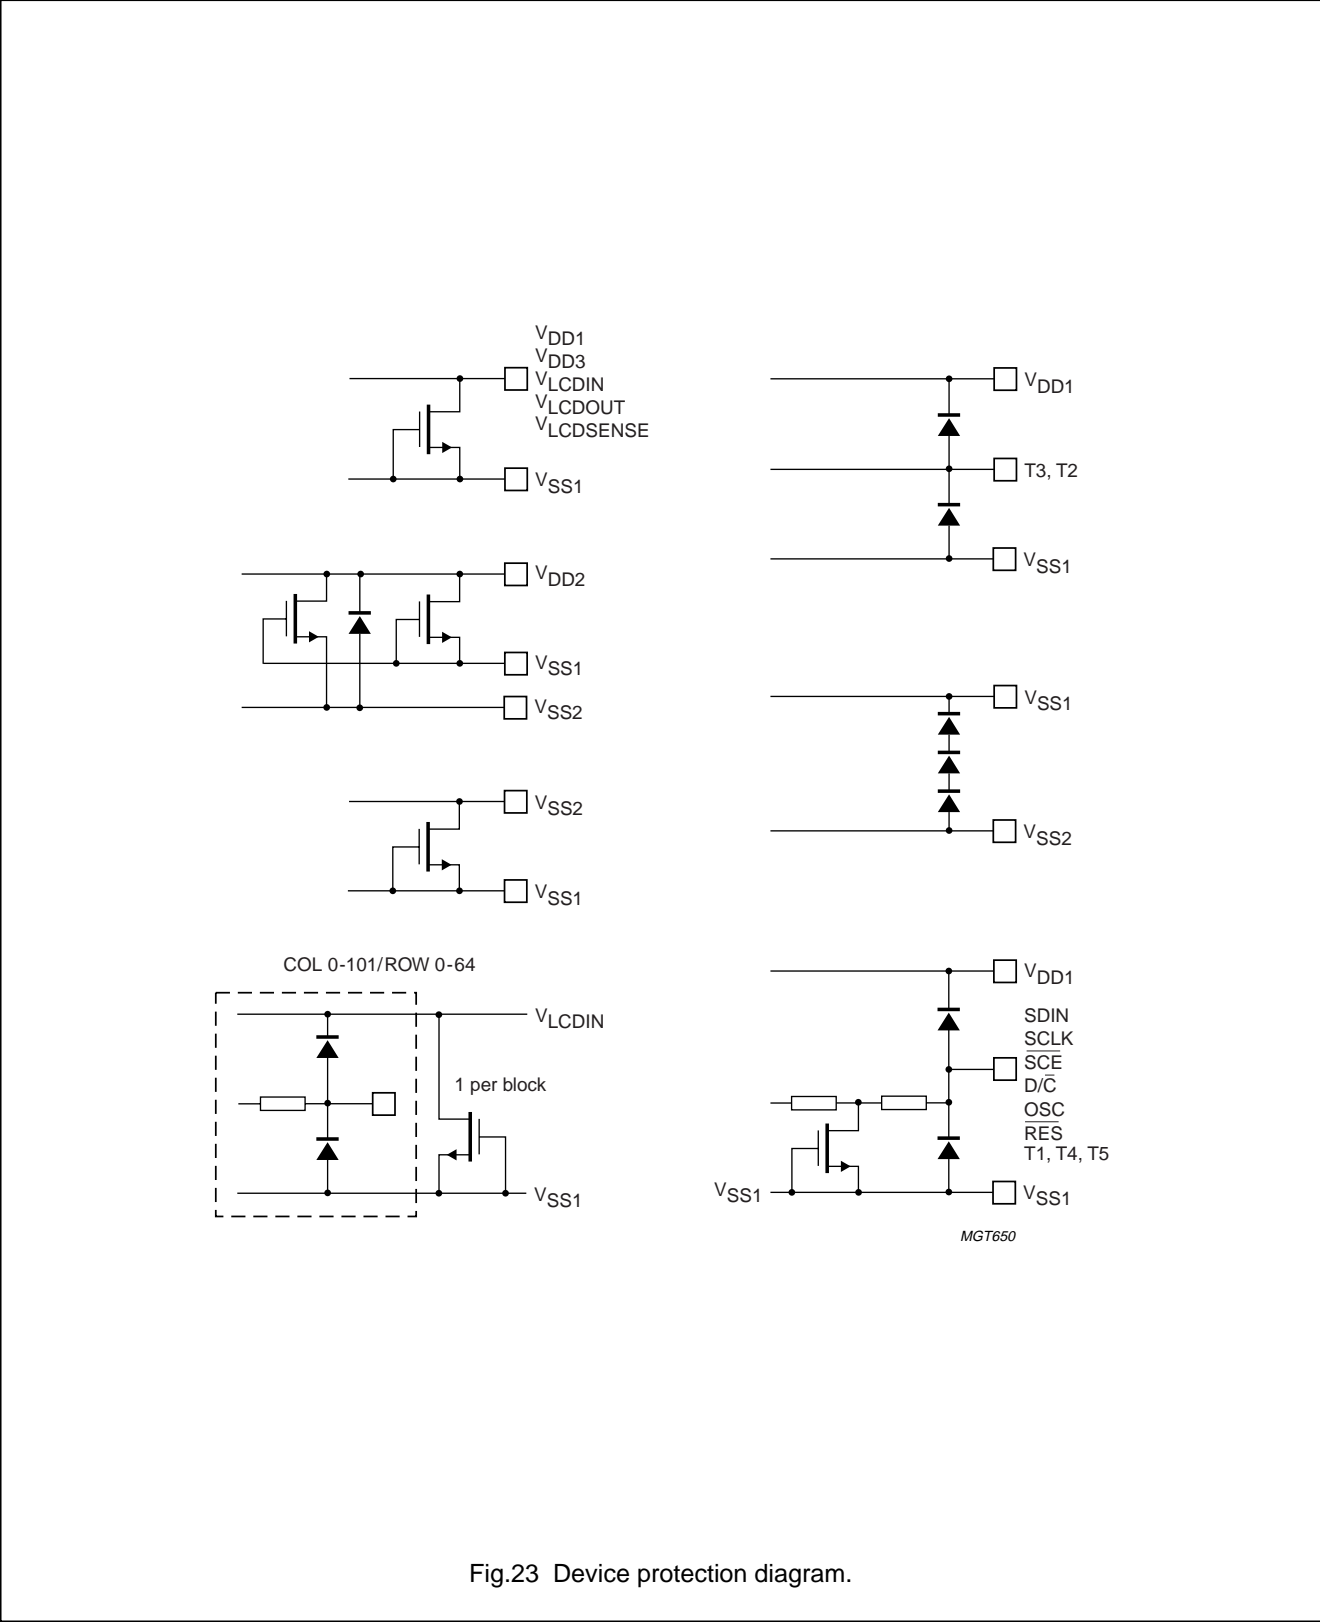 VDD1
VDD3
VLCDIN
VLCDOUT
VLCDSENSE
VSS1
VDD2
VSS1
VSS2
VSS2
VSS1
COL 0-101/ROW 0-64
VLCDIN
1 per block
VSS1
VDD1
T3, T2
VSS1
VSS1
VSS2
VDD1
SDIN
SCLK
S̅C̅E̅
D/C̅
OSC
R̅E̅S̅
T1, T4, T5
VSS1
VSS1
MGT650
Fig.23 Device protection diagram.